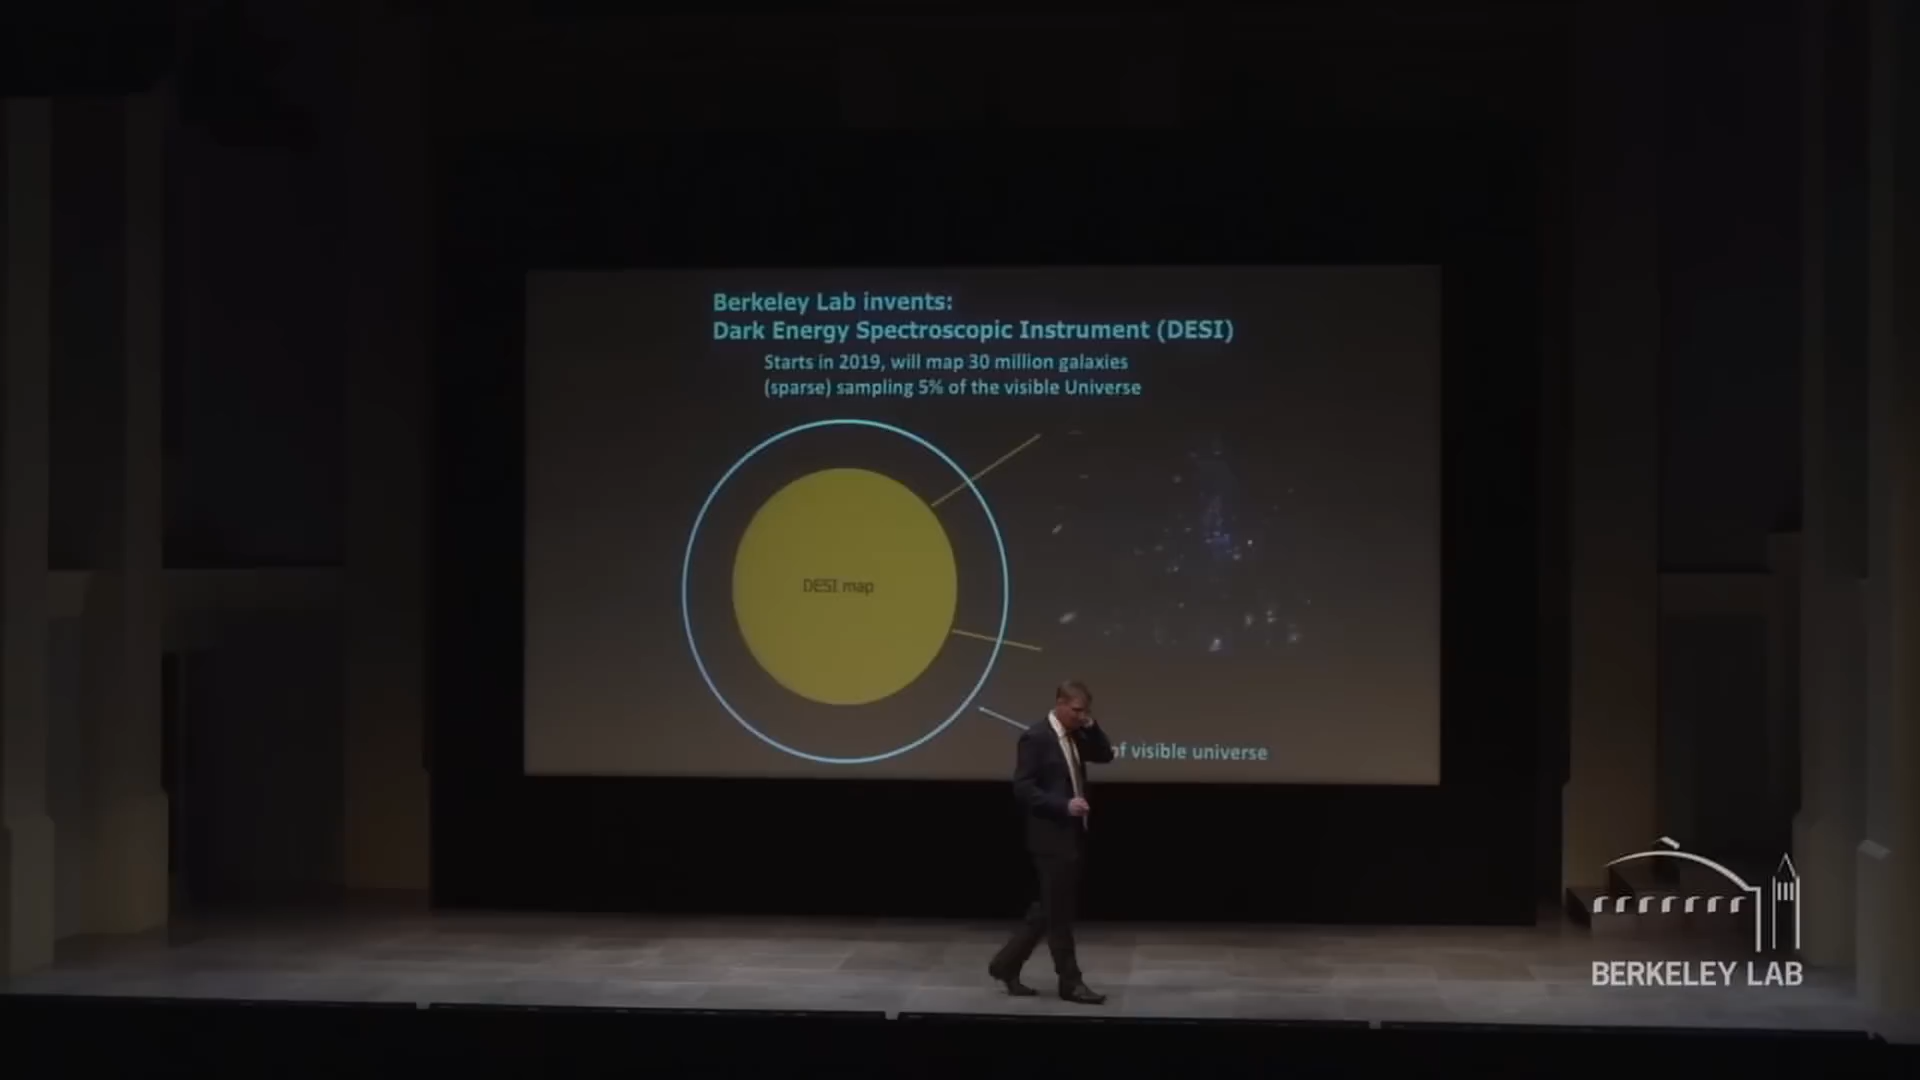 Berkeley Lab invents:
Dark Energy Spectroscopic Instrument (DESI)
Starts in 2019, will map 30 million galaxies
(sparse) sampling 5% of the visible Universe
DESI map
of visible universe
BERKELEY LAB